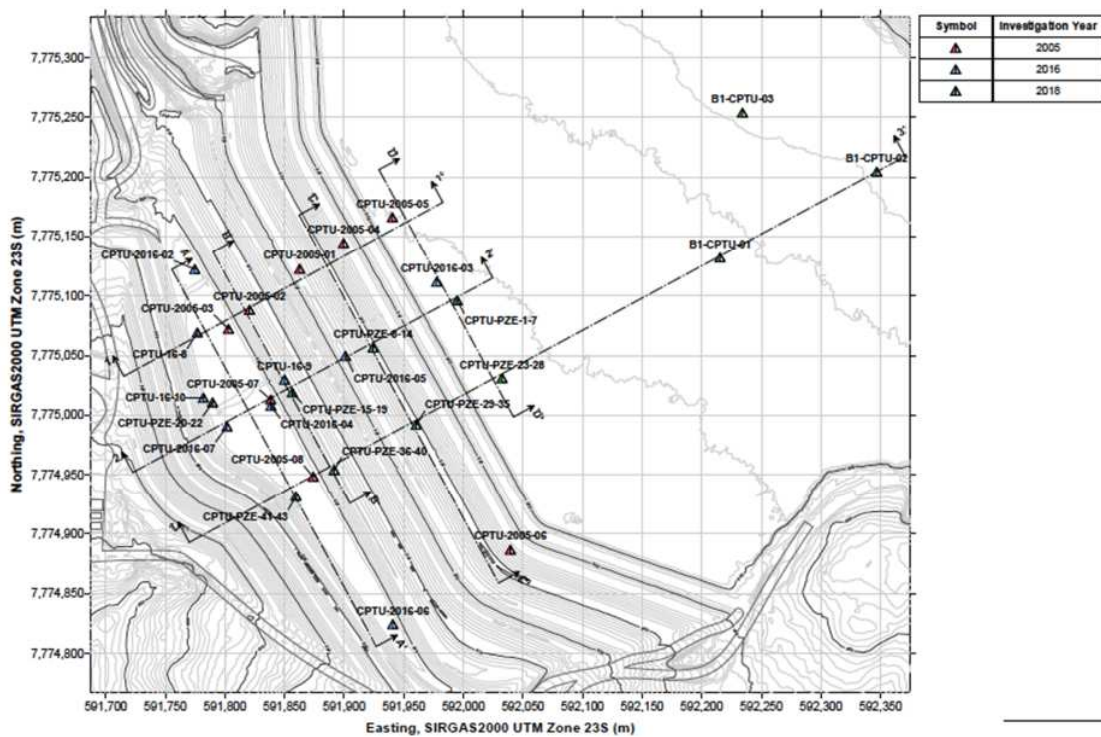 Symbol Investigation Year
2005
2016
2018
7,775,300
7,775,250
7,775,200
7,775,150
7,775,100
7,775,050
7,775,000
7,774,950
7,774,900
7,774,850
7,774,800
Northing, SIRGAS2000 UTM Zone 23S (m)
B1-CPTU-03
B1-CPTU-02
B1-CPTU-01
CPTU-2005-05
CPTU-2005-04
CPTU-2005-01
CPTU-2016-02
CPTU-2016-03
CPTU-2005-03
CPTU-2005-02
CPTU-PZE-1-7
CPTU-PZE-8-14
CPTU-16-8
CPTU-16-9
CPTU-2016-05
CPTU-PZE-23-28
CPTU-2005-07
CPTU-16-10
CPTU-PZE-15-19
CPTU-PZE-29-35
CPTU-PZE-20-22
CPTU-2016-04
CPTU-2016-07
CPTU-PZE-36-40
CPTU-2005-08
CPTU-PZE-41-43
CPTU-2005-06
CPTU-2016-06
A
A'
B
B'
C
D
D'
591,700 591,750 591,800 591,850 591,900 591,950 592,000 592,050 592,100 592,150 592,200 592,250 592,300 592,350
Easting, SIRGAS2000 UTM Zone 23S (m)